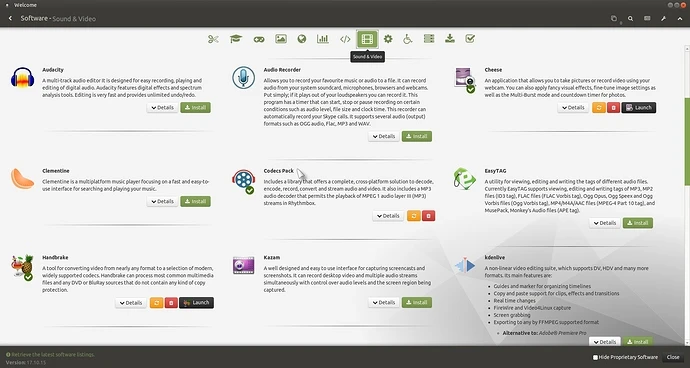 Welcome
Software › Sound & Video
Sound & Video
Audacity
A multi-track audio editor It is designed for easy recording, playing and
editing of digital audio. Audacity features digital effects and spectrum
analysis tools. Editing is very fast and provides unlimited undo/redo.
Details
Install
Audio Recorder
Allows you to record your favourite music or audio to a file. It can record
audio from your system soundcard, microphones, browsers and webcams.
Put simply; if it plays out of your loudspeakers you can record it. This
program has a timer that can start, stop or pause recording on certain
conditions such as audio level, file size and clock time. This recorder can
automatically record your Skype calls. It supports several audio (output)
formats such as OGG audio, Flac, MP3 and WAV.
Details
Install
Cheese
An application that allows you to take pictures or record video using your
webcam. You can also apply fancy visual effects, fine-tune image settings as
well as the Multi-Burst mode and countdown timer for photos.
Details
Launch
Clementine
Clementine is a multiplatform music player focusing on a fast and easy-to-
use interface for searching and playing your music.
Details
Install
Codecs Pack
Includes a library that offers a complete, cross-platform solution to decode,
encode, record, convert and stream audio and video. It also includes a MP3
audio decoder that permits the playback of MPEG 1 audio layer III (MP3)
streams in Rhythmbox.
Details
EasyTAG
A utility for viewing, editing and writing the tags of different audio files.
Currently EasyTAG supports viewing, editing and writing tags of MP3, MP2
files (ID3 tag), FLAC files (FLAC Vorbis tag), Ogg Opus, Ogg Speex and Ogg
Vorbis files (Ogg Vorbis tag), MP4/M4A/AAC files (MPEG-4 Part 10 tag), and
MusePack, Monkey's Audio files (APE tag).
Details
Install
Handbrake
A tool for converting video from nearly any format to a selection of modern,
widely supported codecs. Handbrake can process most common multimedia
files and any DVD or BluRay sources that do not contain any kind of copy
protection.
Details
Launch
Kazam
A well designed and easy to use interface for capturing screencasts and
screenshots. It can record desktop video and multiple audio streams
simultaneously with control over audio levels and the screen region being
captured.
Details
Install
kdenlive
A non-linear video editing suite, which supports DV, HDV and many more
formats. Its main features are:
• Guides and marker for organizing timelines
• Copy and paste support for clips, effects and transitions
• Real time changes
• FireWire and Video4Linux capture
• Screen grabbing
• Exporting to any by FFMPEG supported format
• Alternative to: Adobe® Premiere Pro.
Details
Install
Retrieve the latest software listings.
Version: 17.10.15
Hide Proprietary Software
Close